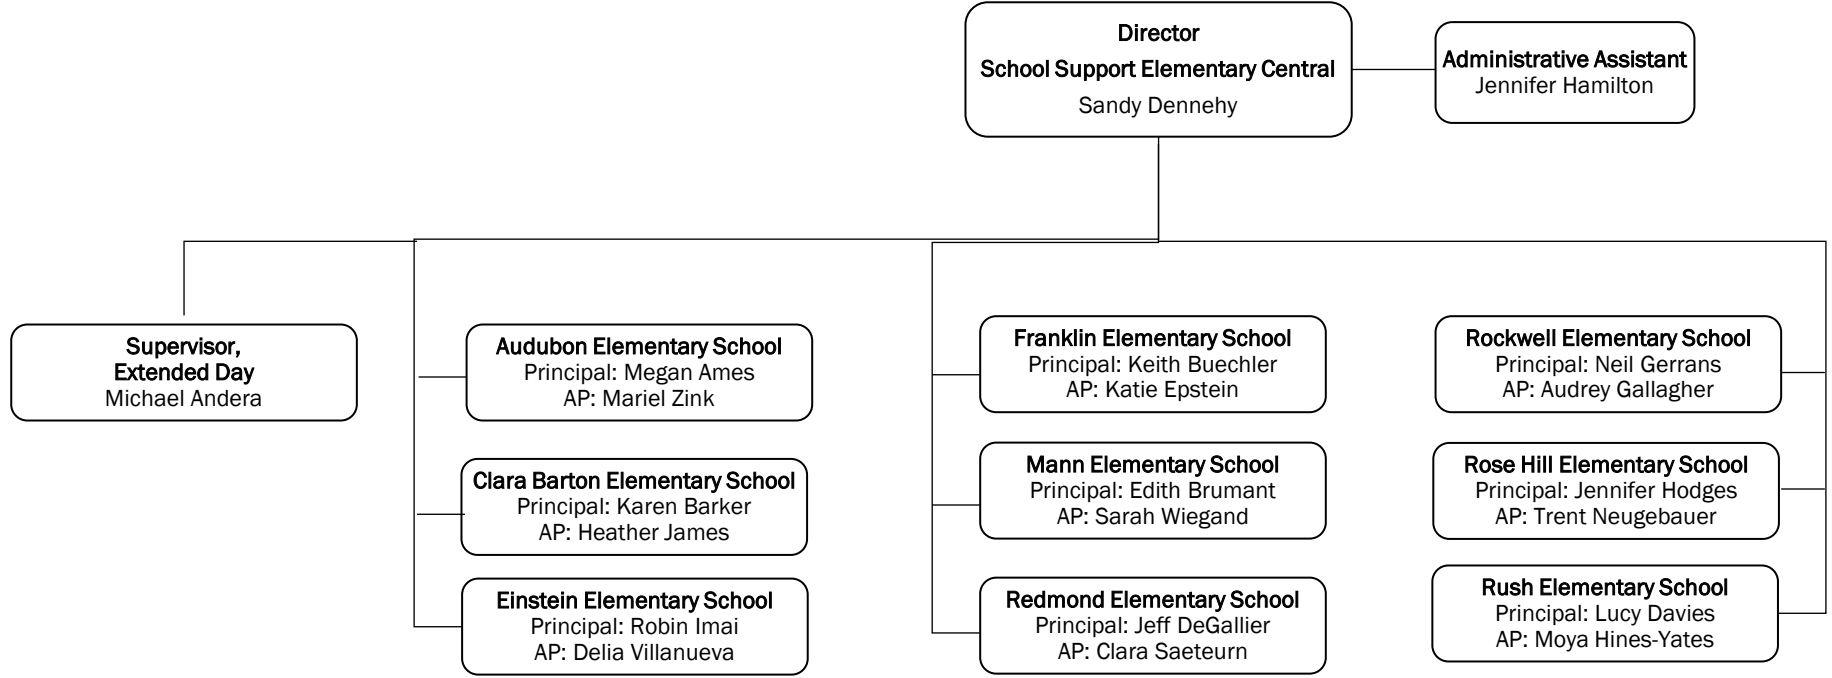 Director
School Support Elementary Central
Sandy Dennehy
Administrative Assistant
Jennifer Hamilton
Supervisor,
Extended Day
Michael Andera
Audubon Elementary School
Principal: Megan Ames
AP: Mariel Zink
Clara Barton Elementary School
Principal: Karen Barker
AP: Heather James
Einstein Elementary School
Principal: Robin Imai
AP: Delia Villanueva
Franklin Elementary School
Principal: Keith Buechler
AP: Katie Epstein
Mann Elementary School
Principal: Edith Brumant
AP: Sarah Wiegand
Redmond Elementary School
Principal: Jeff DeGallier
AP: Clara Saeteurn
Rockwell Elementary School
Principal: Neil Gerrans
AP: Audrey Gallagher
Rose Hill Elementary School
Principal: Jennifer Hodges
AP: Trent Neugebauer
Rush Elementary School
Principal: Lucy Davies
AP: Moya Hines-Yates